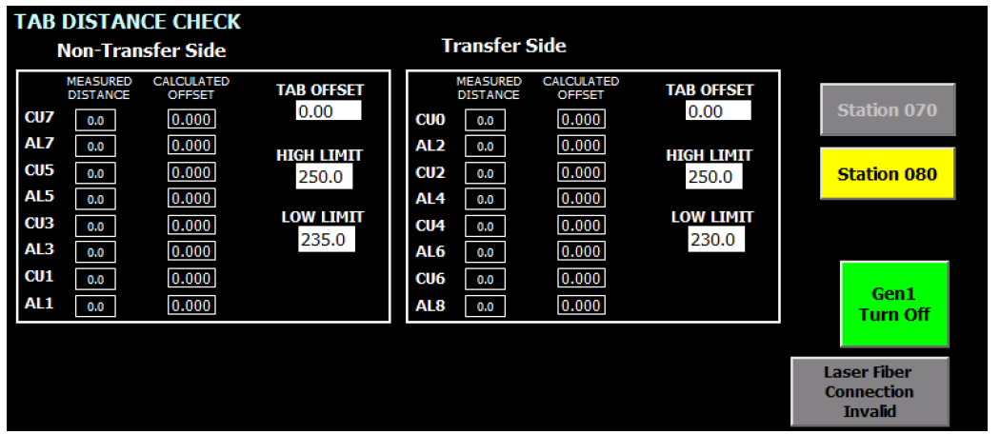 TAB DISTANCE CHECK
Non-Transfer Side
MEASURED DISTANCE
CALCULATED OFFSET
TAB OFFSET
0.00
CU7 0.0 0.000
AL7 0.0 0.000
HIGH LIMIT
250.0
CU5 0.0 0.000
AL5 0.0 0.000
LOW LIMIT
235.0
CU3 0.0 0.000
AL3 0.0 0.000
CU1 0.0 0.000
AL1 0.0 0.000
Transfer Side
MEASURED DISTANCE
CALCULATED OFFSET
TAB OFFSET
0.00
CU0 0.0 0.000
AL2 0.0 0.000
HIGH LIMIT
250.0
CU2 0.0 0.000
AL4 0.0 0.000
LOW LIMIT
230.0
CU4 0.0 0.000
AL6 0.0 0.000
CU6 0.0 0.000
AL8 0.0 0.000
Station 070
Station 080
Gen1
Turn Off
Laser Fiber
Connection
Invalid